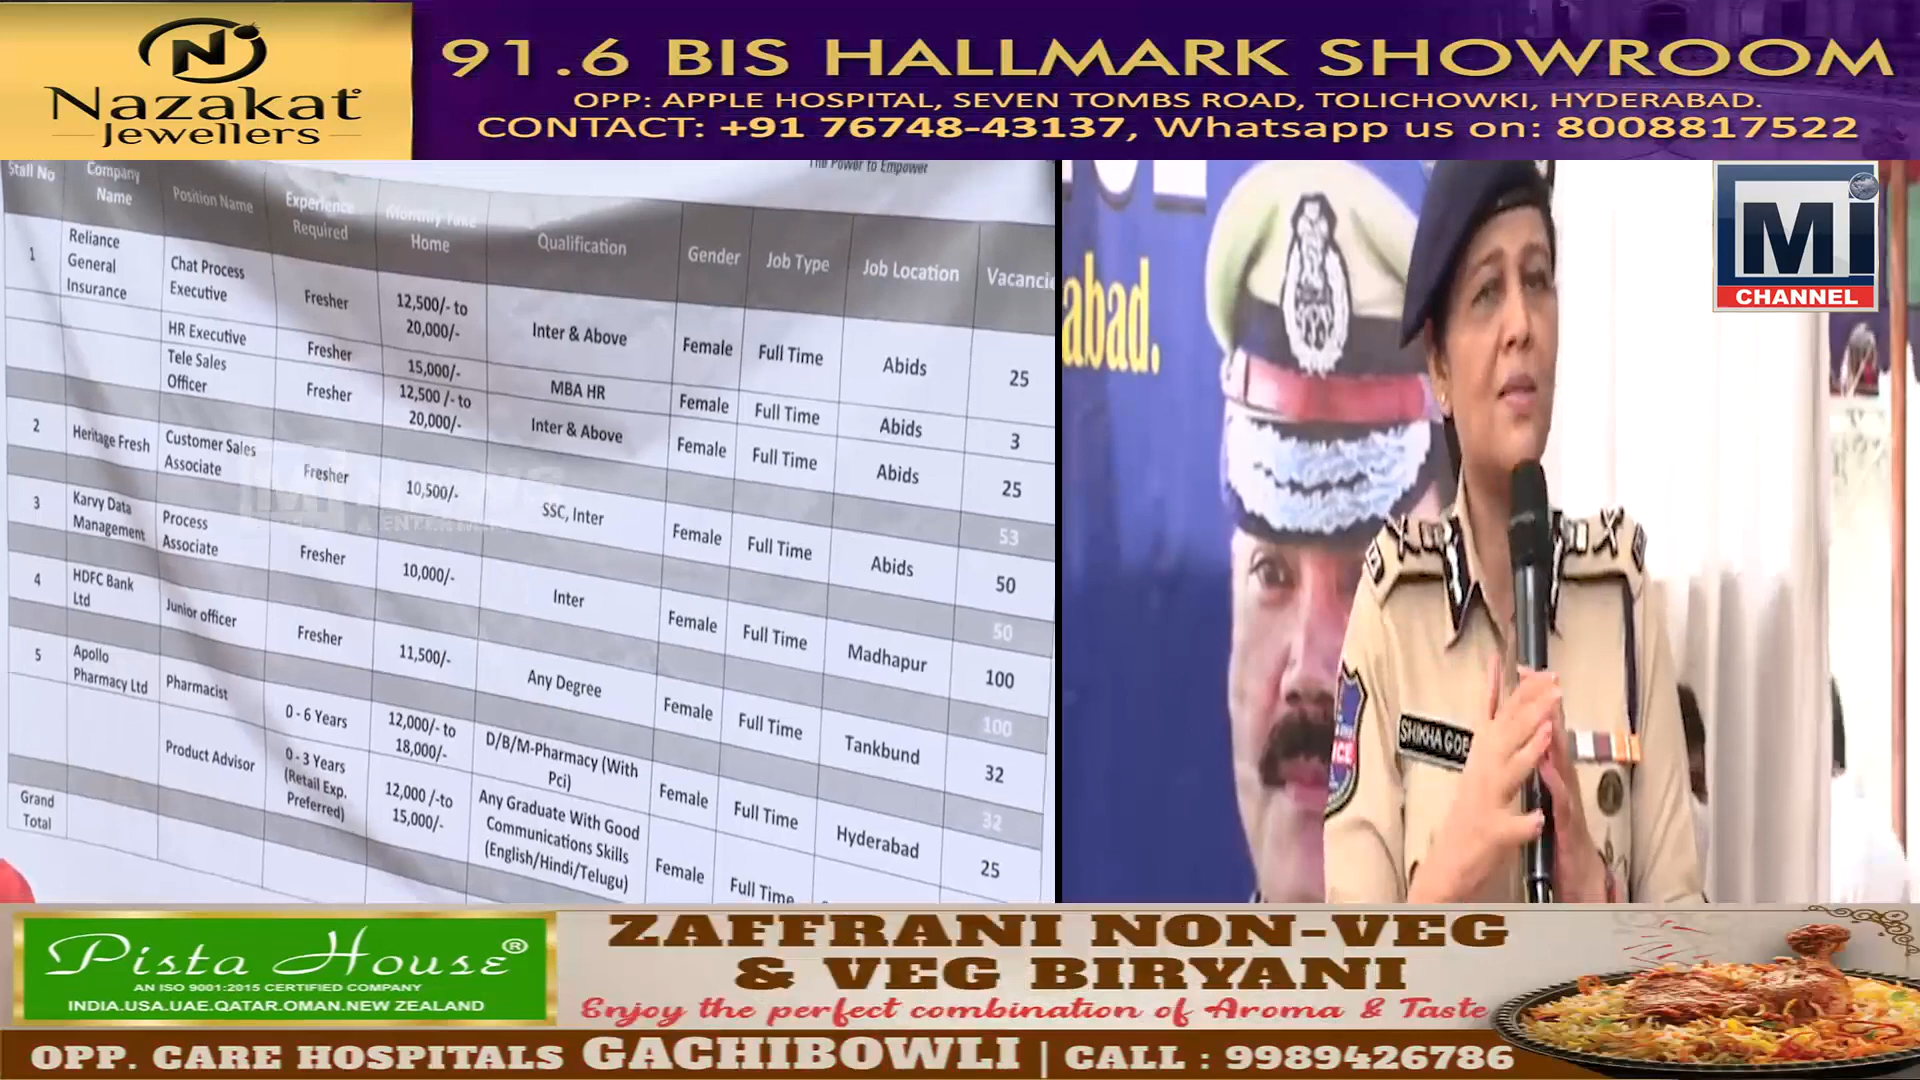 Nazakat
Jewellers
91.6 BIS HALLMARK SHOWROOM
OPP: APPLE HOSPITAL, SEVEN TOMBS ROAD, TOLICHOWKI, HYDERABAD.
CONTACT: +91 76748-43137, Whatsapp us on: 8008817522
The Power to Empower
Stall No Company Name Position Name Experience Required Monthly Take Home Qualification Gender Job Type Job Location Vacancie
1 Reliance General Insurance Chat Process Executive Fresher 12,500/- to 20,000/- Inter & Above Female Full Time Abids 25
HR Executive Fresher 15,000/- MBA HR Female Full Time Abids 3
Tele Sales Officer Fresher 12,500 /- to 20,000/- Inter & Above Female Full Time Abids 25
53
2 Heritage Fresh Customer Sales Associate Fresher 10,500/- SSC, Inter Female Full Time Abids 50
50
3 Karvy Data Management Process Associate Fresher 10,000/- Inter Female Full Time Madhapur 100
100
4 HDFC Bank Ltd Junior officer Fresher 11,500/- Any Degree Female Full Time Tankbund 32
32
5 Apollo Pharmacy Ltd Pharmacist 0 - 6 Years 12,000/- to 18,000/- D/B/M-Pharmacy (With Pci) Female Full Time Hyderabad 25
Product Advisor 0 - 3 Years (Retail Exp. Preferred) 12,000 /-to 15,000/- Any Graduate With Good Communications Skills (English/Hindi/Telugu) Female Full Time
Grand Total
abad.
Mi
CHANNEL
SHIKHA GOE
Pista House®
AN ISO 9001:2015 CERTIFIED COMPANY
INDIA.USA.UAE.QATAR.OMAN.NEW ZEALAND
ZAFFRANI NON-VEG
& VEG BIRYANI
Enjoy the perfect combination of Aroma & Taste
OPP. CARE HOSPITALS GACHIBOWLI | CALL : 9989426786